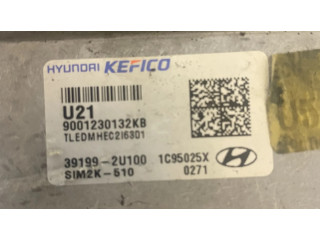 HYUNDAI KEFICO
U21
9001230132KB
TLEDMHEC2I6301
39199-2U100 1C95025X
SIM2K-510 0271